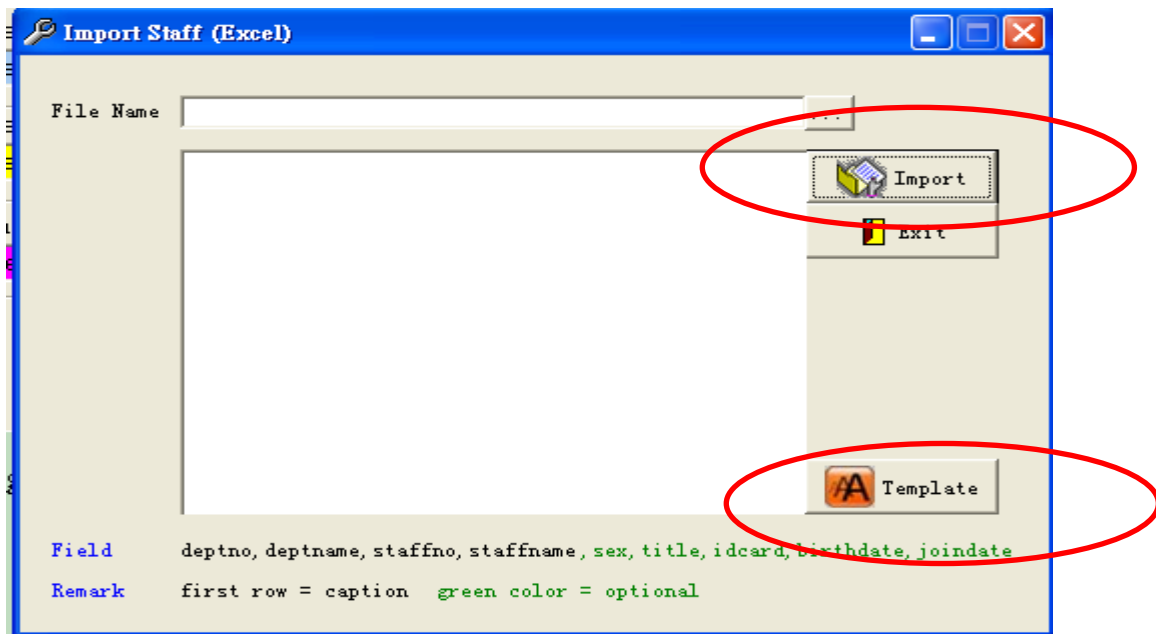 Import Staff (Excel)
File Name
...
Import
Exit
Template
Field deptno, deptname, staffno, staffname, sex, title, idcard, birthdate, joindate
Remark first row = caption green color = optional